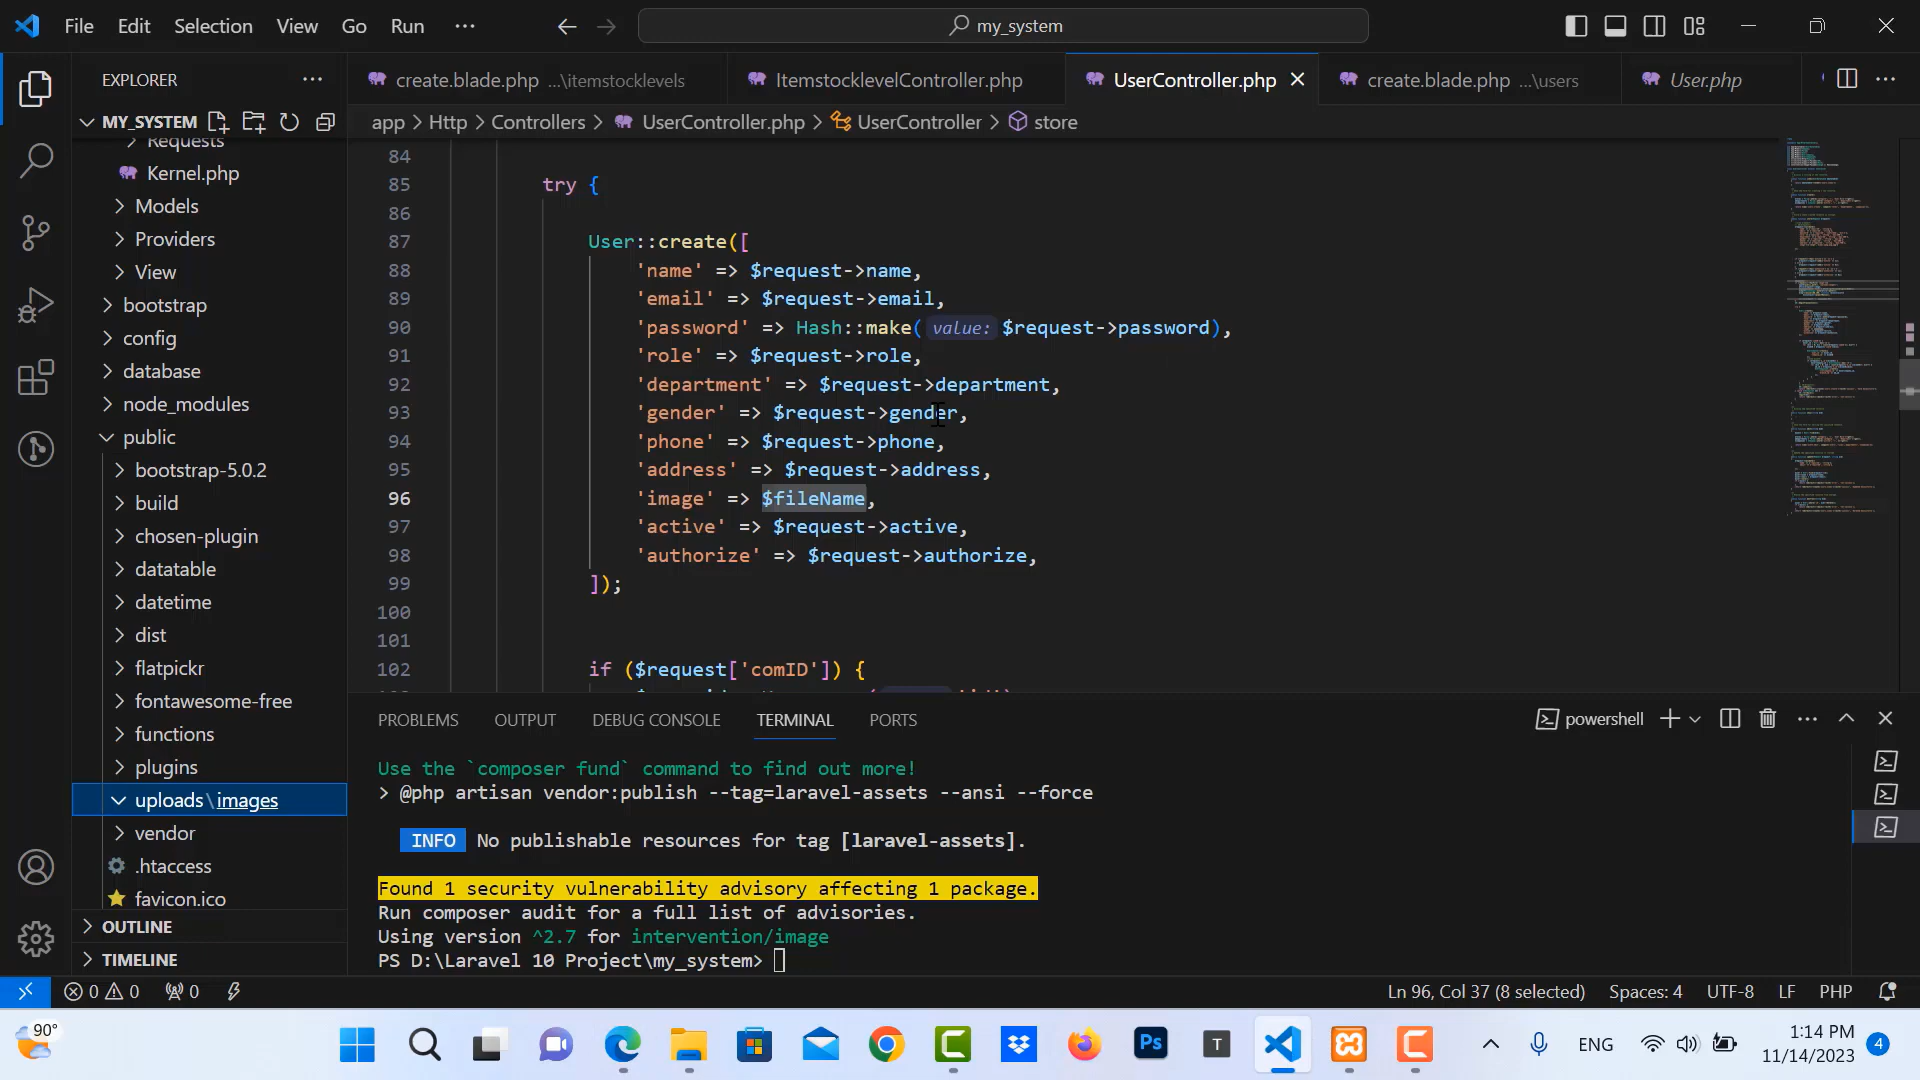 File Edit Selection View Go Run ··· my_system
EXPLORER
create.blade.php ...\itemstocklevels
ItemstocklevelController.php
UserController.php
create.blade.php ...\users
User.php
MY_SYSTEM
app > Http > Controllers > UserController.php > UserController > store
Requests
Kernel.php
Models
Providers
View
bootstrap
config
database
node_modules
public
bootstrap-5.0.2
build
chosen-plugin
datatable
datetime
dist
flatpickr
fontawesome-free
functions
plugins
uploads\images
vendor
.htaccess
favicon.ico
OUTLINE
TIMELINE
84
85 try {
86
87 User::create([
88 'name' => $request->name,
89 'email' => $request->email,
90 'password' => Hash::make( value: $request->password),
91 'role' => $request->role,
92 'department' => $request->department,
93 'gender' => $request->gender,
94 'phone' => $request->phone,
95 'address' => $request->address,
96 'image' => $fileName,
97 'active' => $request->active,
98 'authorize' => $request->authorize,
99 ]);
100
101
102 if ($request['comID']) {
PROBLEMS OUTPUT DEBUG CONSOLE TERMINAL PORTS powershell
Use the `composer fund` command to find out more!
> @php artisan vendor:publish --tag=laravel-assets --ansi --force
INFO No publishable resources for tag [laravel-assets].
Found 1 security vulnerability advisory affecting 1 package.
Run composer audit for a full list of advisories.
Using version ^2.7 for intervention/image
PS D:\Laravel 10 Project\my_system>
0 0 0 Ln 96, Col 37 (8 selected) Spaces: 4 UTF-8 LF PHP
90° Ps T ENG 1:14 PM 4
11/14/2023